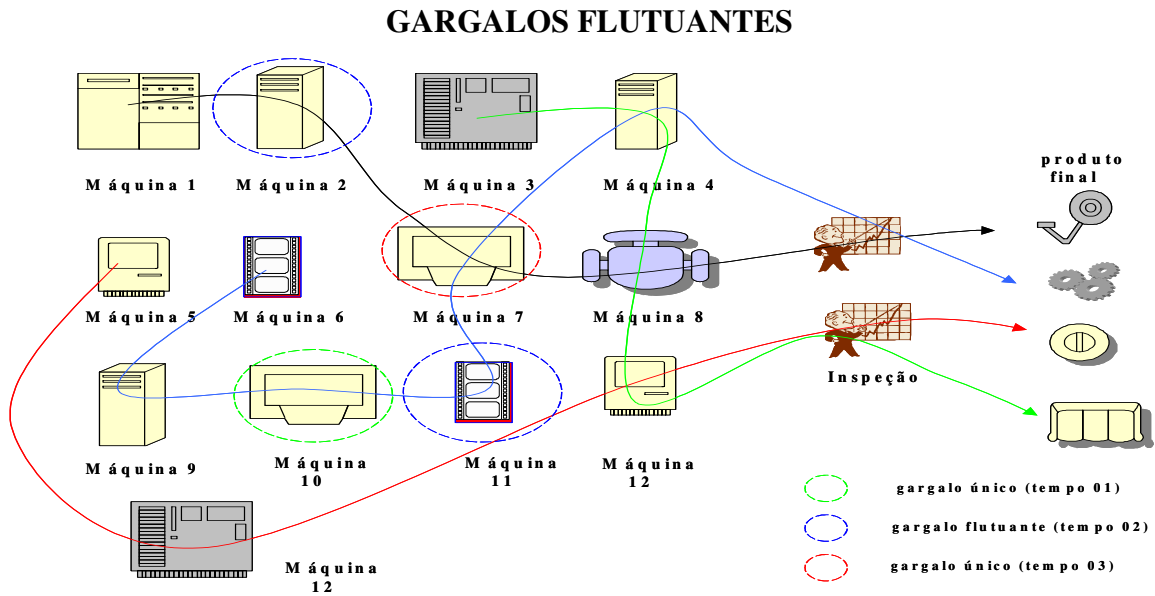 GARGALOS FLUTUANTES
produto
final
Máquina 1
Máquina 2
Máquina 3
Máquina 4
Máquina 5
Máquina 6
Máquina 7
Máquina 8
Inspeção
Máquina 9
Máquina
10
Máquina
11
Máquina
12
Máquina
12
gargalo único (tempo 01)
gargalo flutuante (tempo 02)
gargalo único (tempo 03)